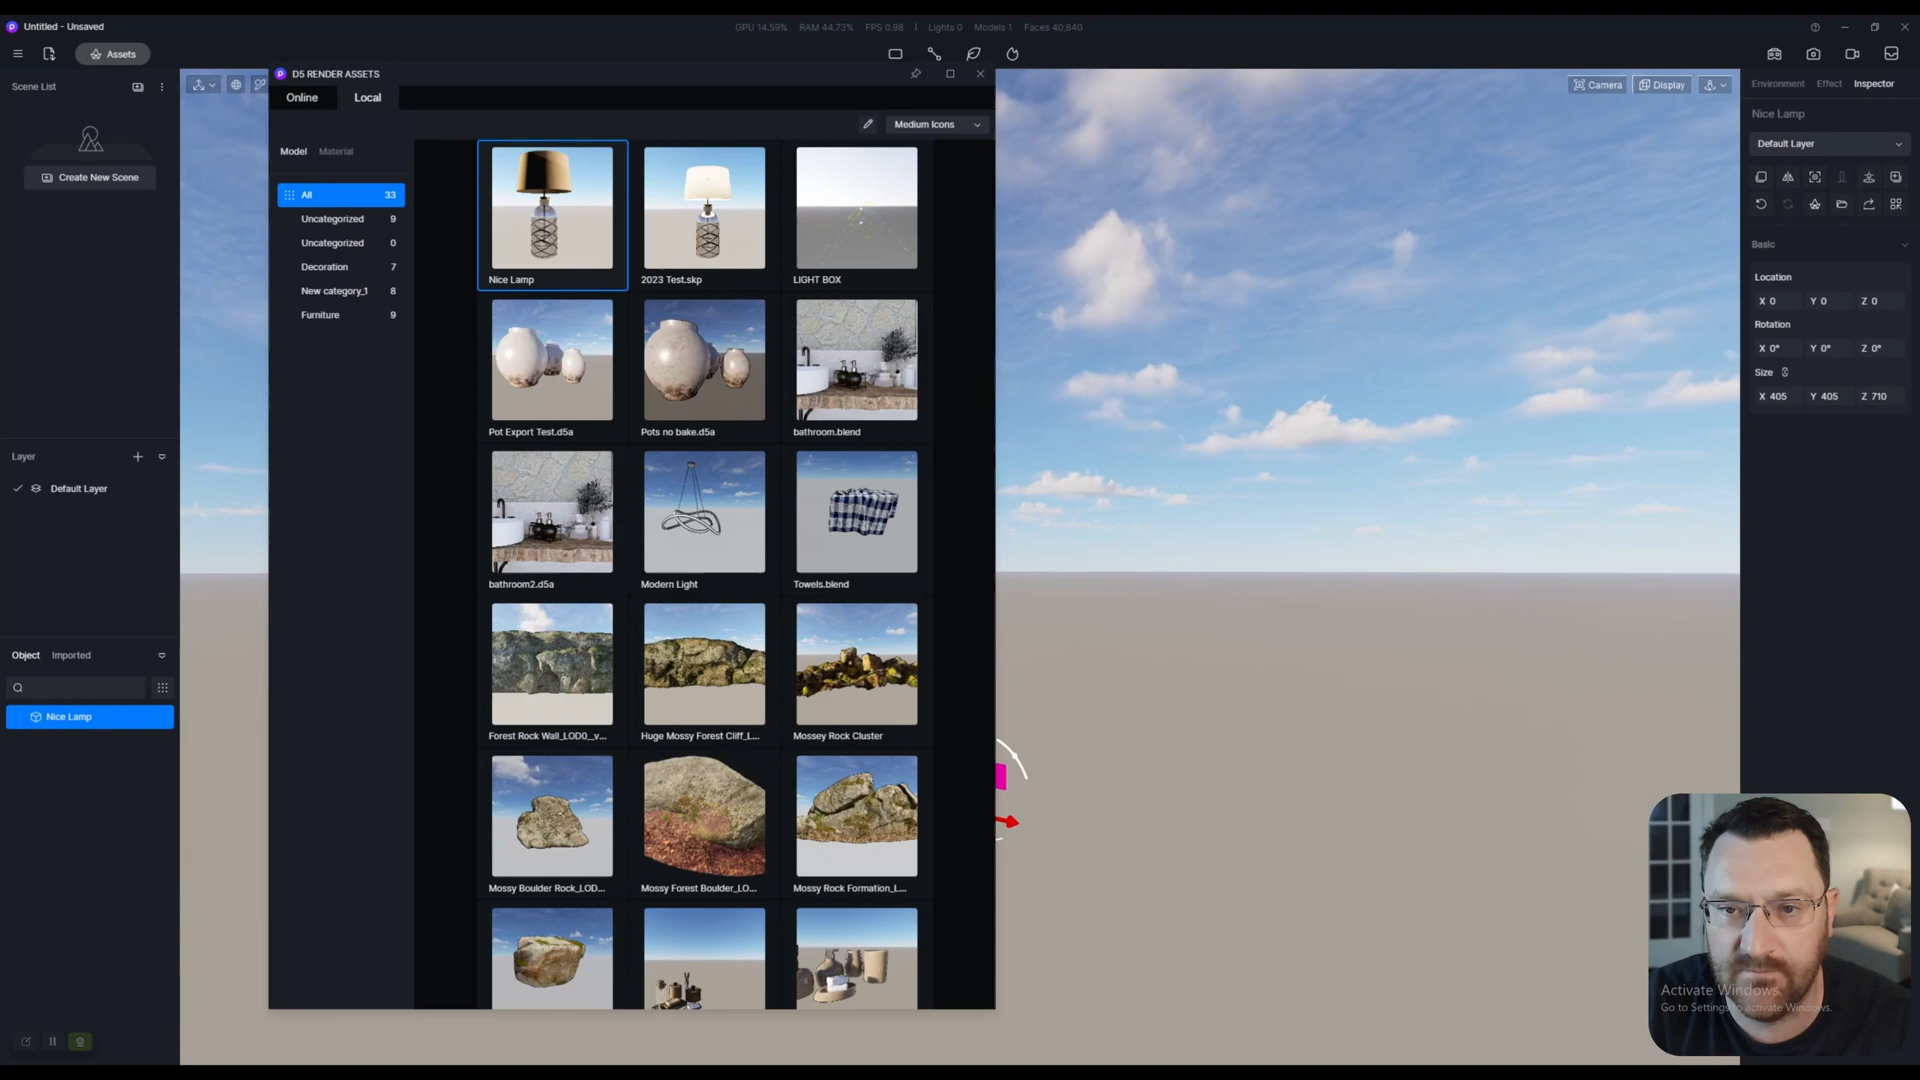 Untitled - Unsaved
GPU 14.59% RAM 44.73% FPS 0.98 | Lights 0 Models 1 Faces 40,840
Assets
Scene List
Create New Scene
Layer
Default Layer
Object Imported
Nice Lamp
D5 RENDER ASSETS
Online Local
Medium Icons
Model Material
All 33
Uncategorized 9
Uncategorized 0
Decoration 7
New category_1 8
Furniture 9
Nice Lamp
2023 Test.skp
LIGHT BOX
Pot Export Test.d5a
Pots no bake.d5a
bathroom.blend
bathroom2.d5a
Modern Light
Towels.blend
Forest Rock Wall_LOD0_v...
Huge Mossy Forest Cliff_L...
Mossey Rock Cluster
Mossy Boulder Rock_LOD...
Mossy Forest Boulder_LO...
Mossy Rock Formation_L...
Camera Display
Environment Effect Inspector
Nice Lamp
Default Layer
Basic
Location
X 0 Y 0 Z 0
Rotation
X 0° Y 0° Z 0°
Size
X 405 Y 405 Z 710
Activate Windows
Go to Settings to activate Windows.